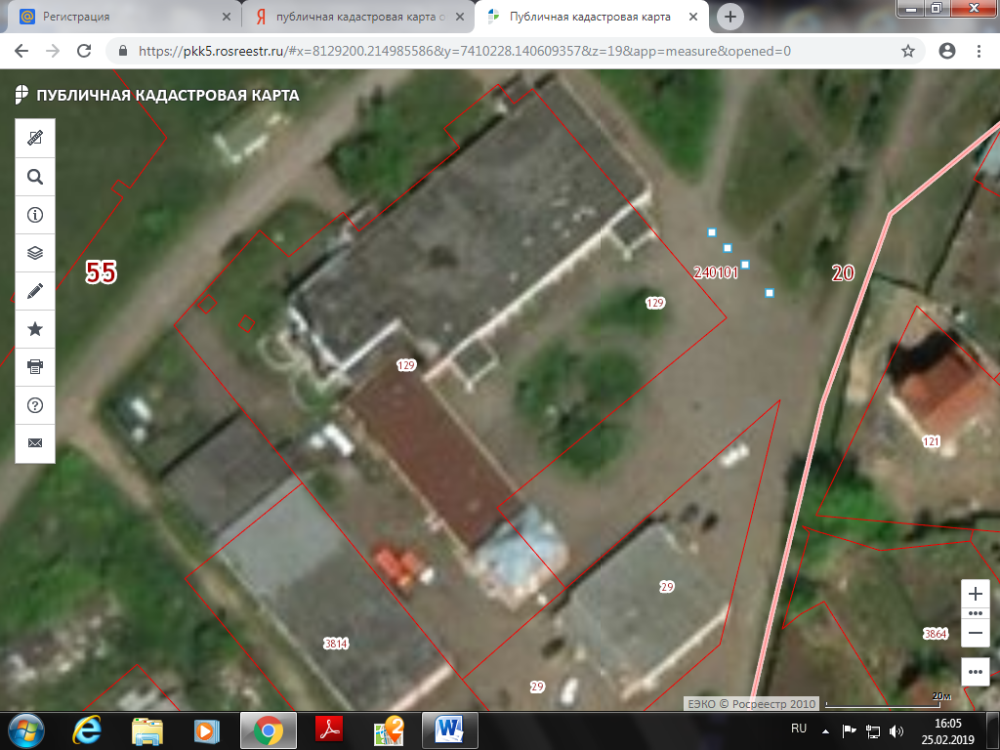 Регистрация
публичная кадастровая карта о
Публичная кадастровая карта
https://pkk5.rosreestr.ru/#x=8129200.214985586&y=7410228.140609357&z=19&app=measure&opened=0
ПУБЛИЧНАЯ КАДАСТРОВАЯ КАРТА
55
240101
20
129
129
121
29
3814
3864
29
20м
ЕЭКО © Росреестр 2010
RU
16:05
25.02.2019